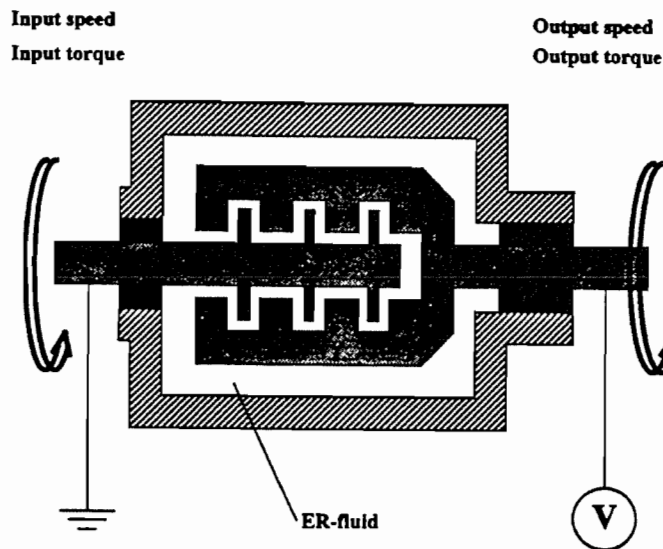 Input speed
Input torque
Output speed
Output torque
V
ER-fluid